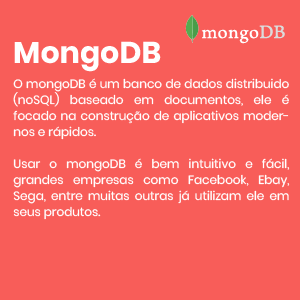 mongoDB
MongoDB
O mongoDB é um banco de dados distribuido
(noSQL) baseado em documentos, ele é
focado na construção de aplicativos moder-
nos e rápidos.
Usar o mongoDB é bem intuitivo e fácil,
grandes empresas como Facebook, Ebay,
Sega, entre muitas outras já utilizam ele em
seus produtos.